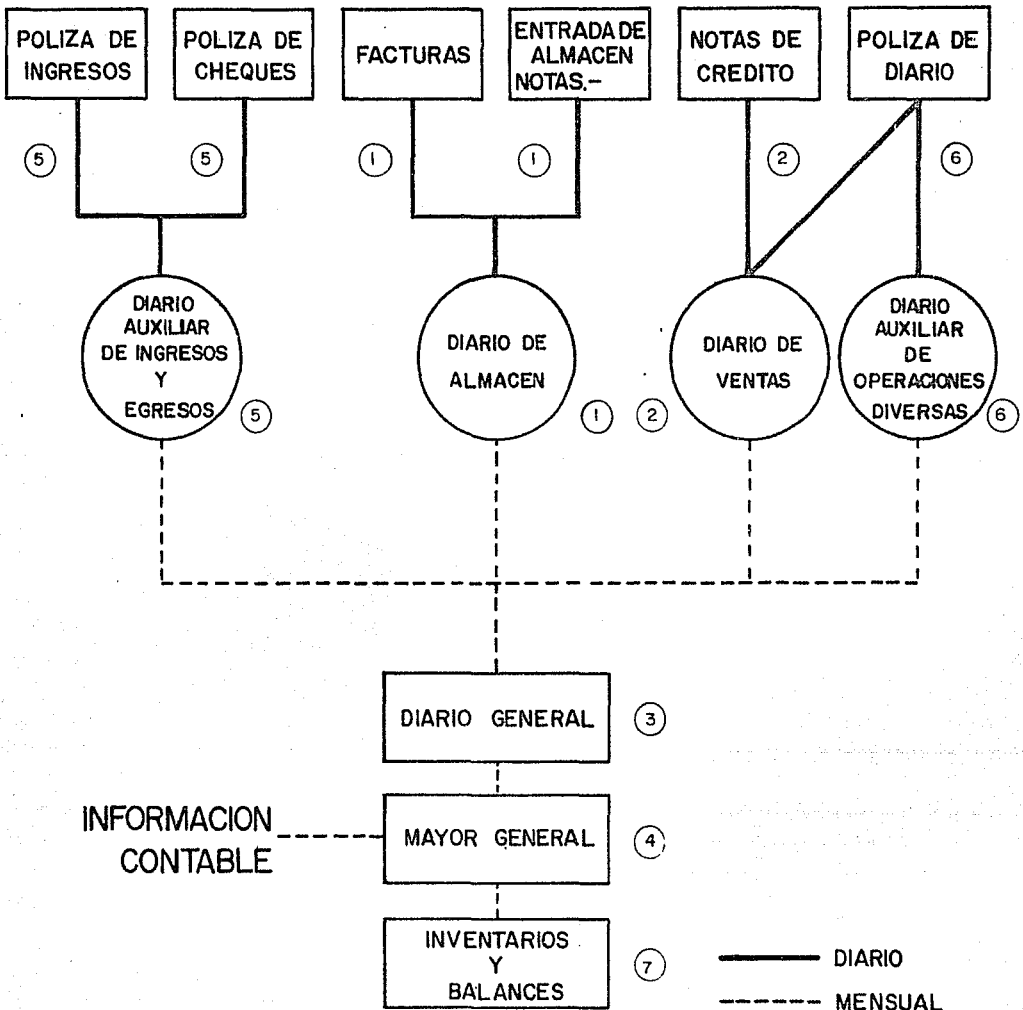 POLIZA DE
INGRESOS
POLIZA DE
CHEQUES
FACTURAS
ENTRADA DE
ALMACEN
NOTAS.-
NOTAS DE
CREDITO
POLIZA DE
DIARIO
5
5
1
1
2
6
DIARIO
AUXILIAR
DE INGRESOS
Y
EGRESOS
5
DIARIO DE
ALMACEN
1
DIARIO DE
VENTAS
2
DIARIO
AUXILIAR
DE
OPERACIONES
DIVERSAS
6
DIARIO GENERAL
3
INFORMACION
CONTABLE
MAYOR GENERAL
4
INVENTARIOS
Y
BALANCES
7
DIARIO
MENSUAL